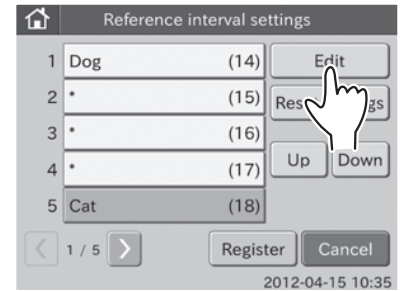 Reference interval settings
1 Dog (14) Edit
2 * (15)
3 * (16)
4 * (17) Up Down
5 Cat (18)
< 1 / 5 > Register Cancel
2012-04-15 10:35